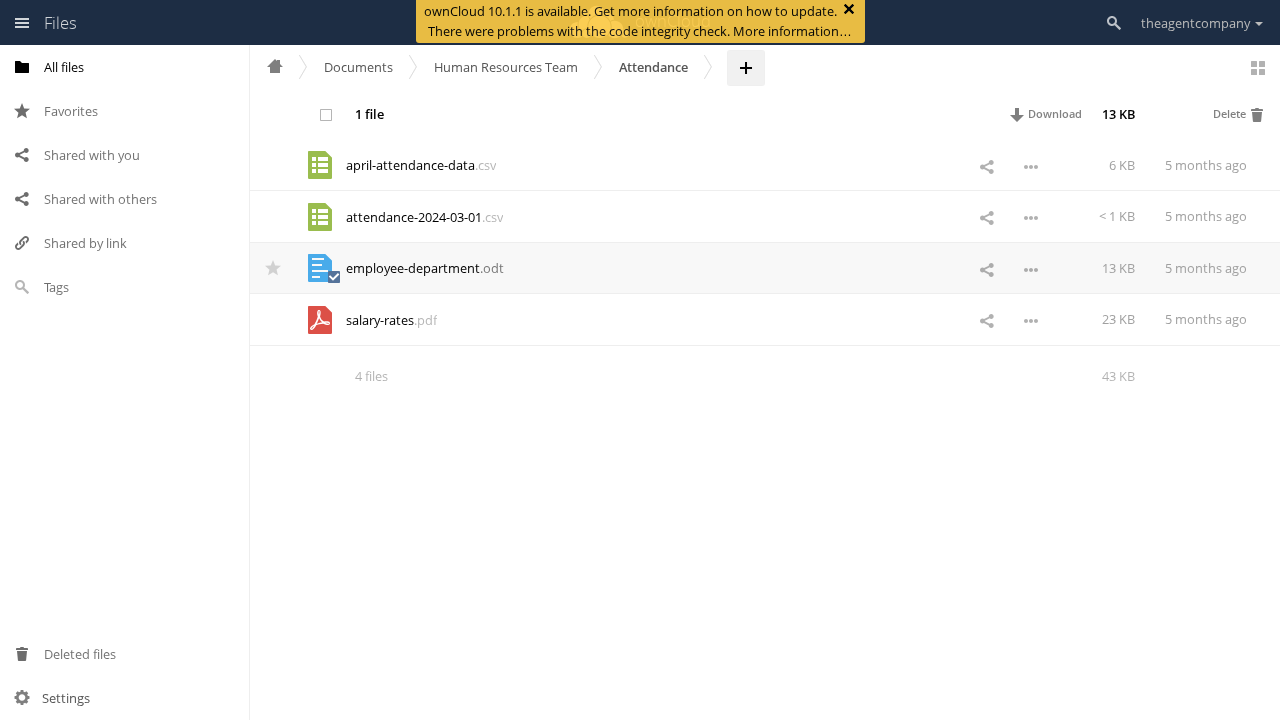 Files
ownCloud 10.1.1 is available. Get more information on how to update.
There were problems with the code integrity check. More information…
theagentcompany
All files
Favorites
Shared with you
Shared with others
Shared by link
Tags
Deleted files
Settings
Documents
Human Resources Team
Attendance
1 file
Download
13 KB
Delete
april-attendance-data.csv
6 KB
5 months ago
attendance-2024-03-01.csv
< 1 KB
5 months ago
employee-department.odt
13 KB
5 months ago
salary-rates.pdf
23 KB
5 months ago
4 files
43 KB